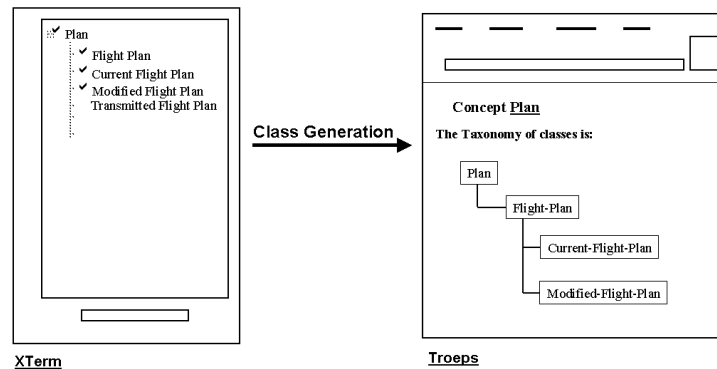 Plan
Flight Plan
Current Flight Plan
Modified Flight Plan
Transmitted Flight Plan
XTerm
Class Generation
Concept Plan
The Taxonomy of classes is:
Plan
Flight-Plan
Current-Flight-Plan
Modified-Flight-Plan
Troeps